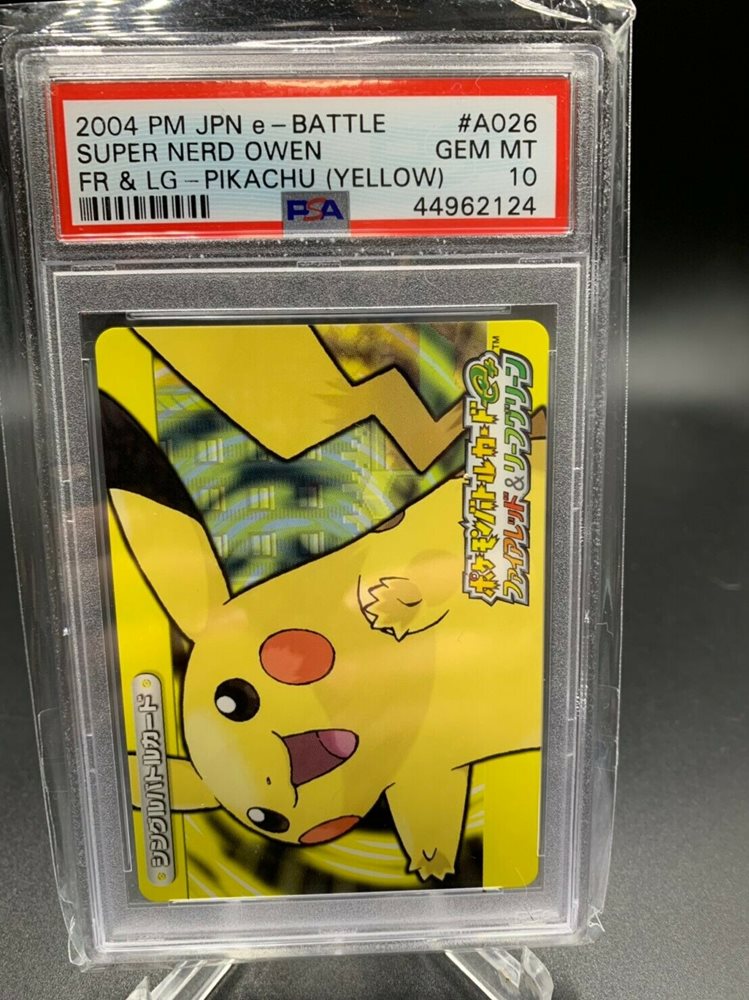 2004 PM JPN e-BATTLE #A026
SUPER NERD OWEN GEM MT
FR & LG-PIKACHU (YELLOW) 10
PSA 44962124
ポケモンバトルカードe+ TM
ファイアレッド&リーフグリーン
シングルバトルカード